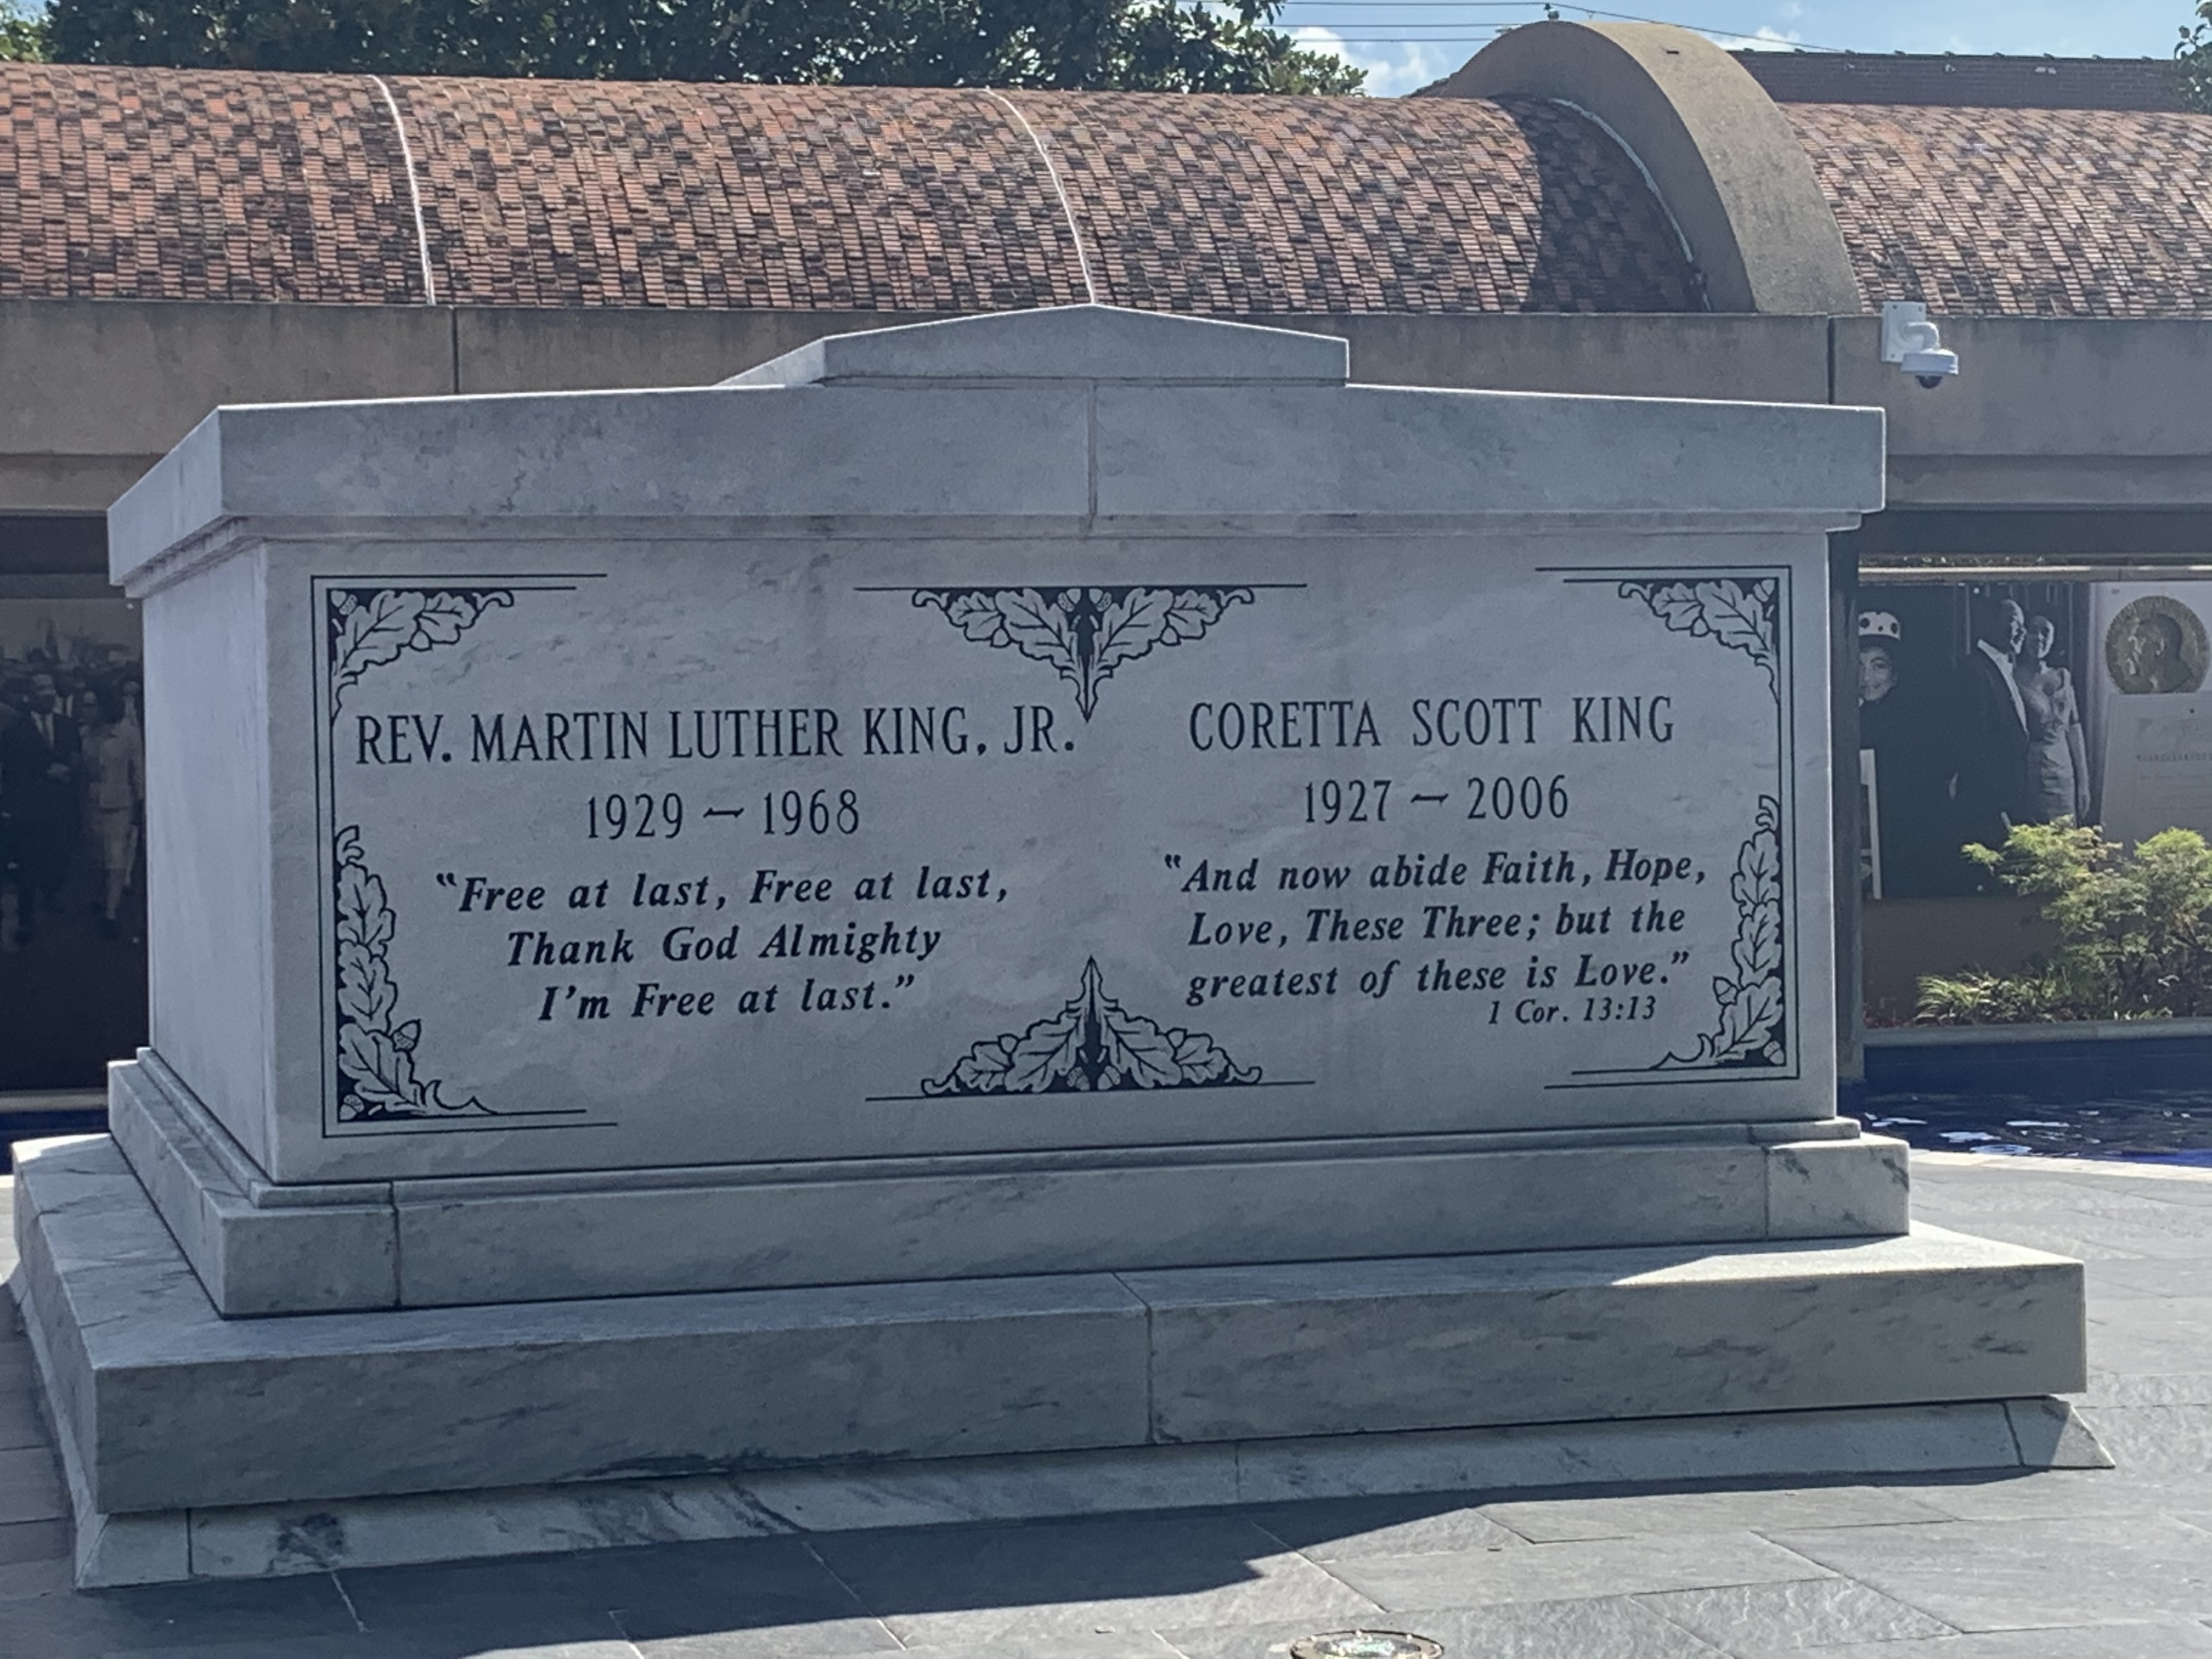 REV. MARTIN LUTHER KING, JR.
1929 ~ 1968
"Free at last, Free at last,
Thank God Almighty
I'm Free at last."
CORETTA SCOTT KING
1927 ~ 2006
"And now abide Faith, Hope,
Love, These Three; but the
greatest of these is Love."
1 Cor. 13:13